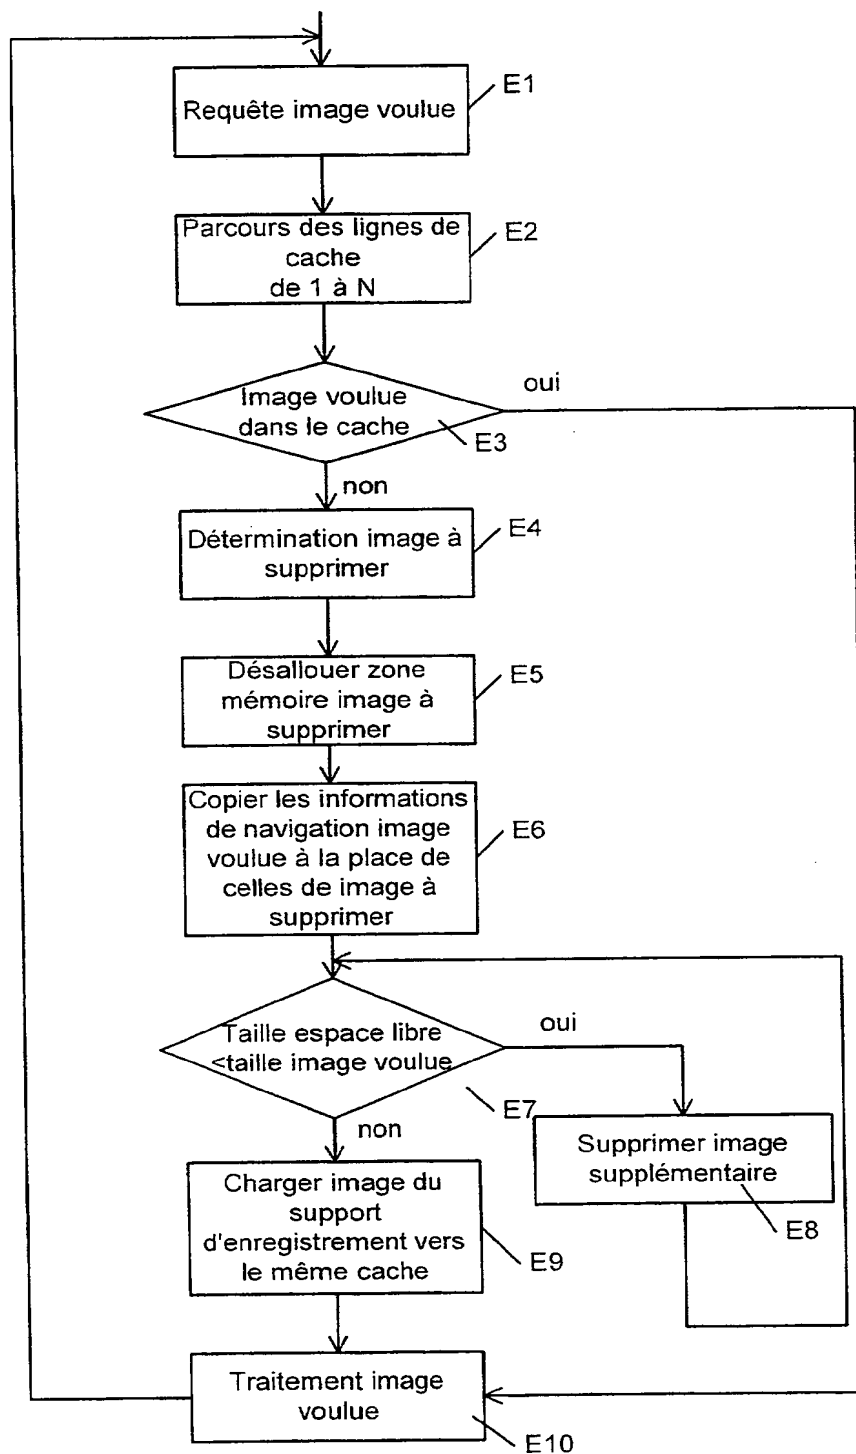 Requête image voulue
E1
Parcours des lignes de
cache
de 1 à N
E2
Image voulue
dans le cache
E3
oui
non
Détermination image à
supprimer
E4
Désallouer zone
mémoire image à
supprimer
E5
Copier les informations
de navigation image
voulue à la place de
celles de image à
supprimer
E6
Taille espace libre
<taille image voulue
E7
oui
non
Supprimer image
supplémentaire
E8
Charger image du
support
d'enregistrement vers
le même cache
E9
Traitement image
voulue
E10